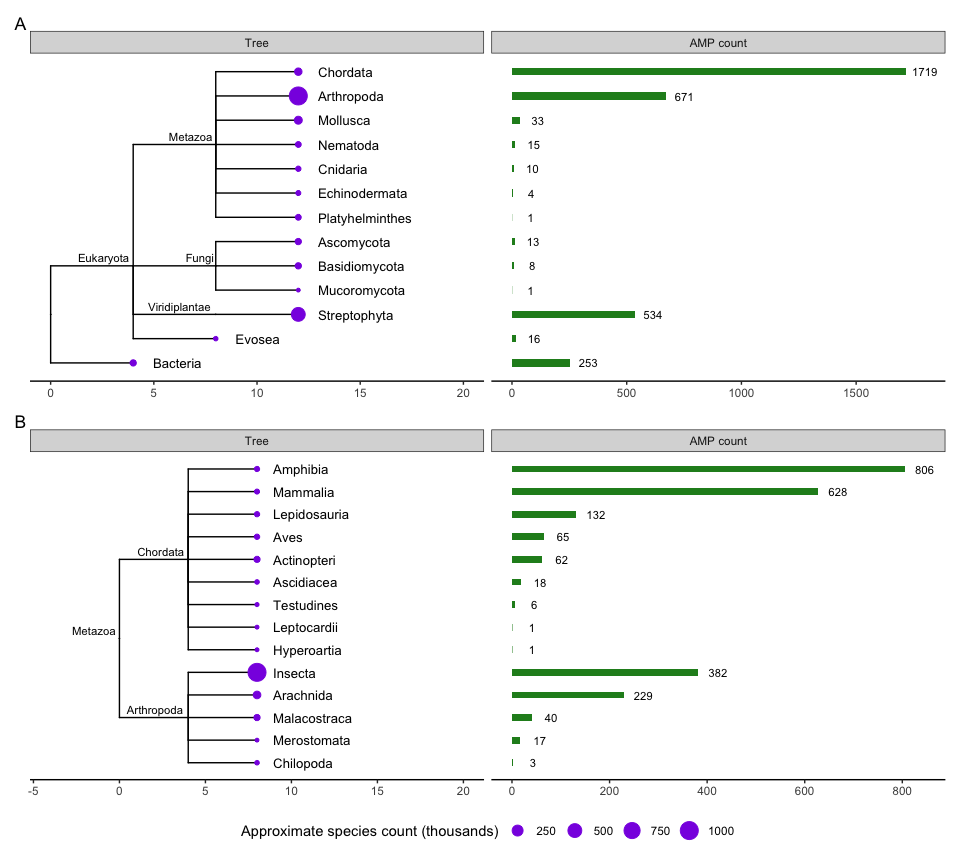 A
Tree AMP count
Chordata 1719
Arthropoda 671
Mollusca 33
Metazoa
Nematoda 15
Cnidaria 10
Echinodermata 4
Platyhelminthes 1
Ascomycota 13
Eukaryota Fungi
Basidiomycota 8
Mucoromycota 1
Viridiplantae
Streptophyta 534
Evosea 16
Bacteria 253
0 5 10 15 20 0 500 1000 1500
B
Tree AMP count
Amphibia 806
Mammalia 628
Lepidosauria 132
Aves 65
Chordata
Actinopteri 62
Ascidiacea 18
Testudines 6
Metazoa
Leptocardii 1
Hyperoartia 1
Insecta 382
Arachnida 229
Arthropoda
Malacostraca 40
Merostomata 17
Chilopoda 3
-5 0 5 10 15 20 0 200 400 600 800
Approximate species count (thousands) 250 500 750 1000